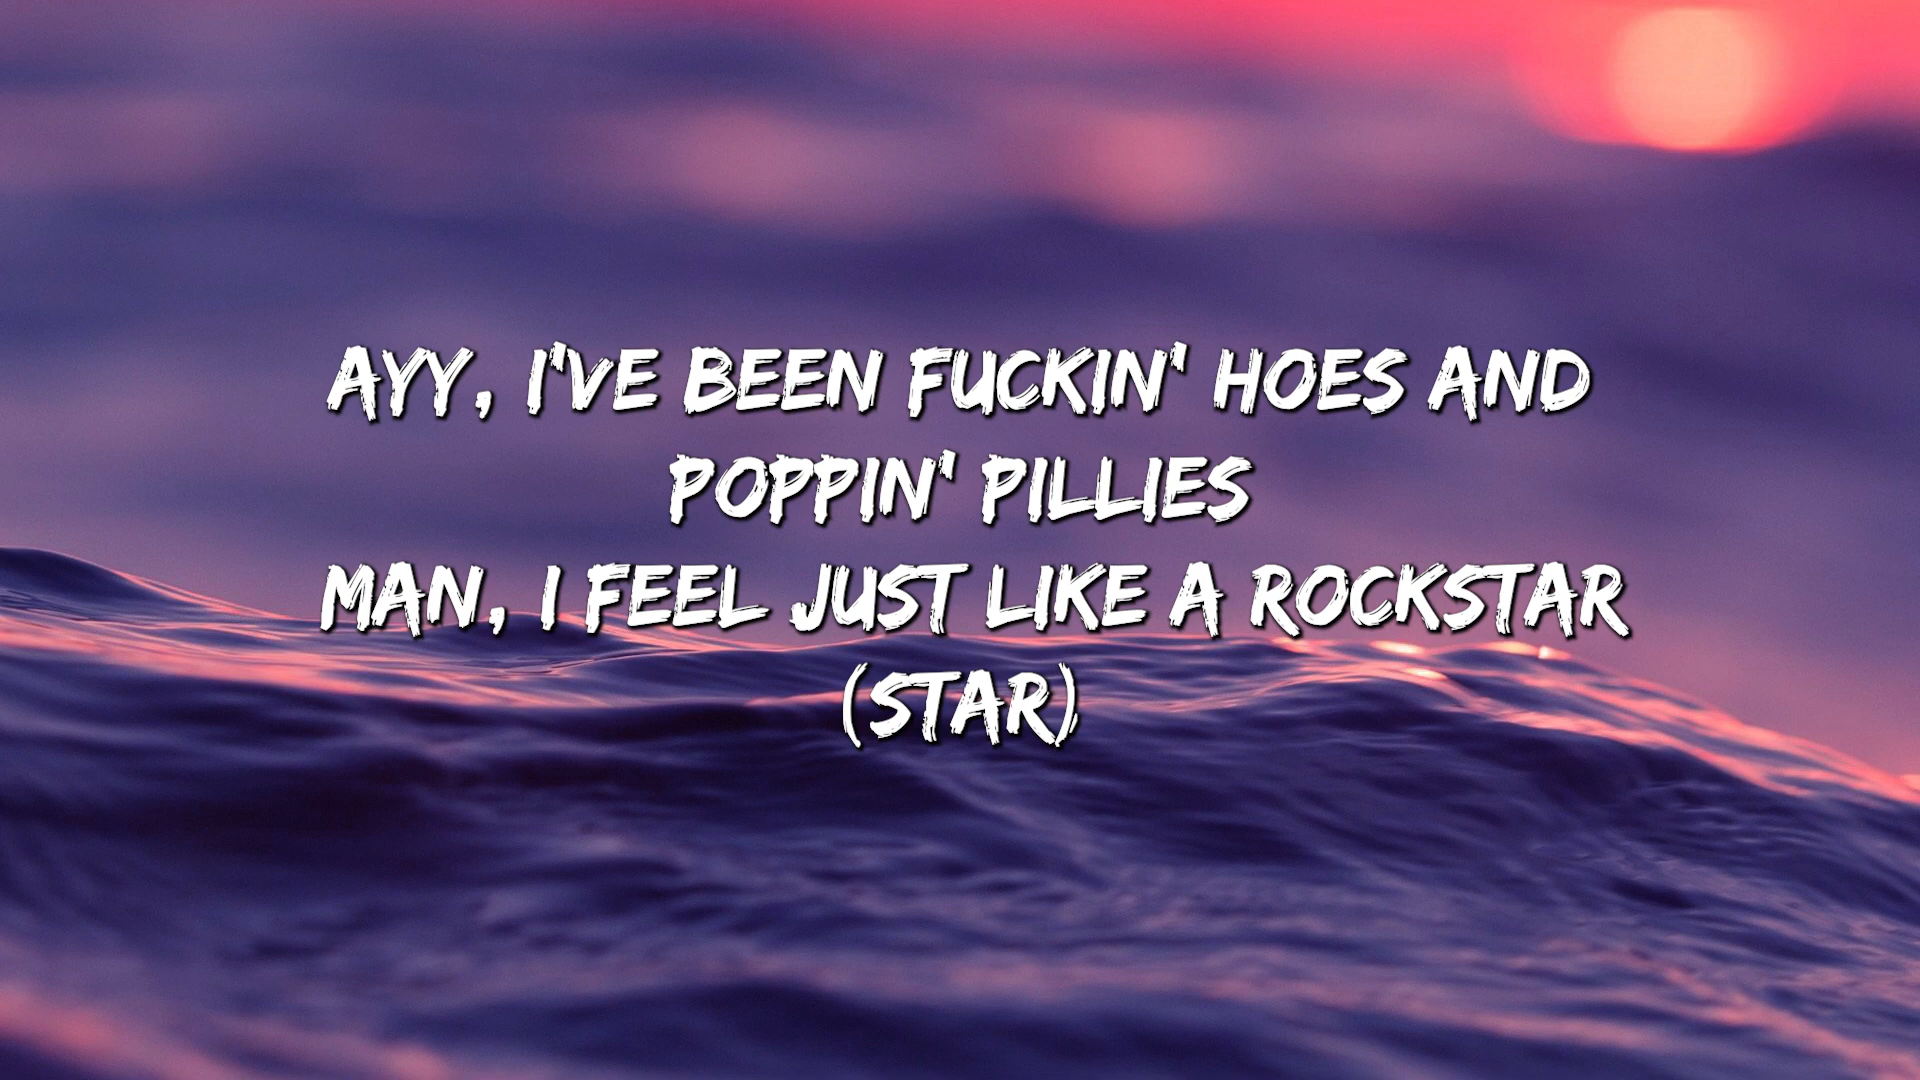 AYY, I'VE BEEN FUCKIN' HOES AND
POPPIN' PILLIES
MAN, I FEEL JUST LIKE A ROCKSTAR
(STAR)